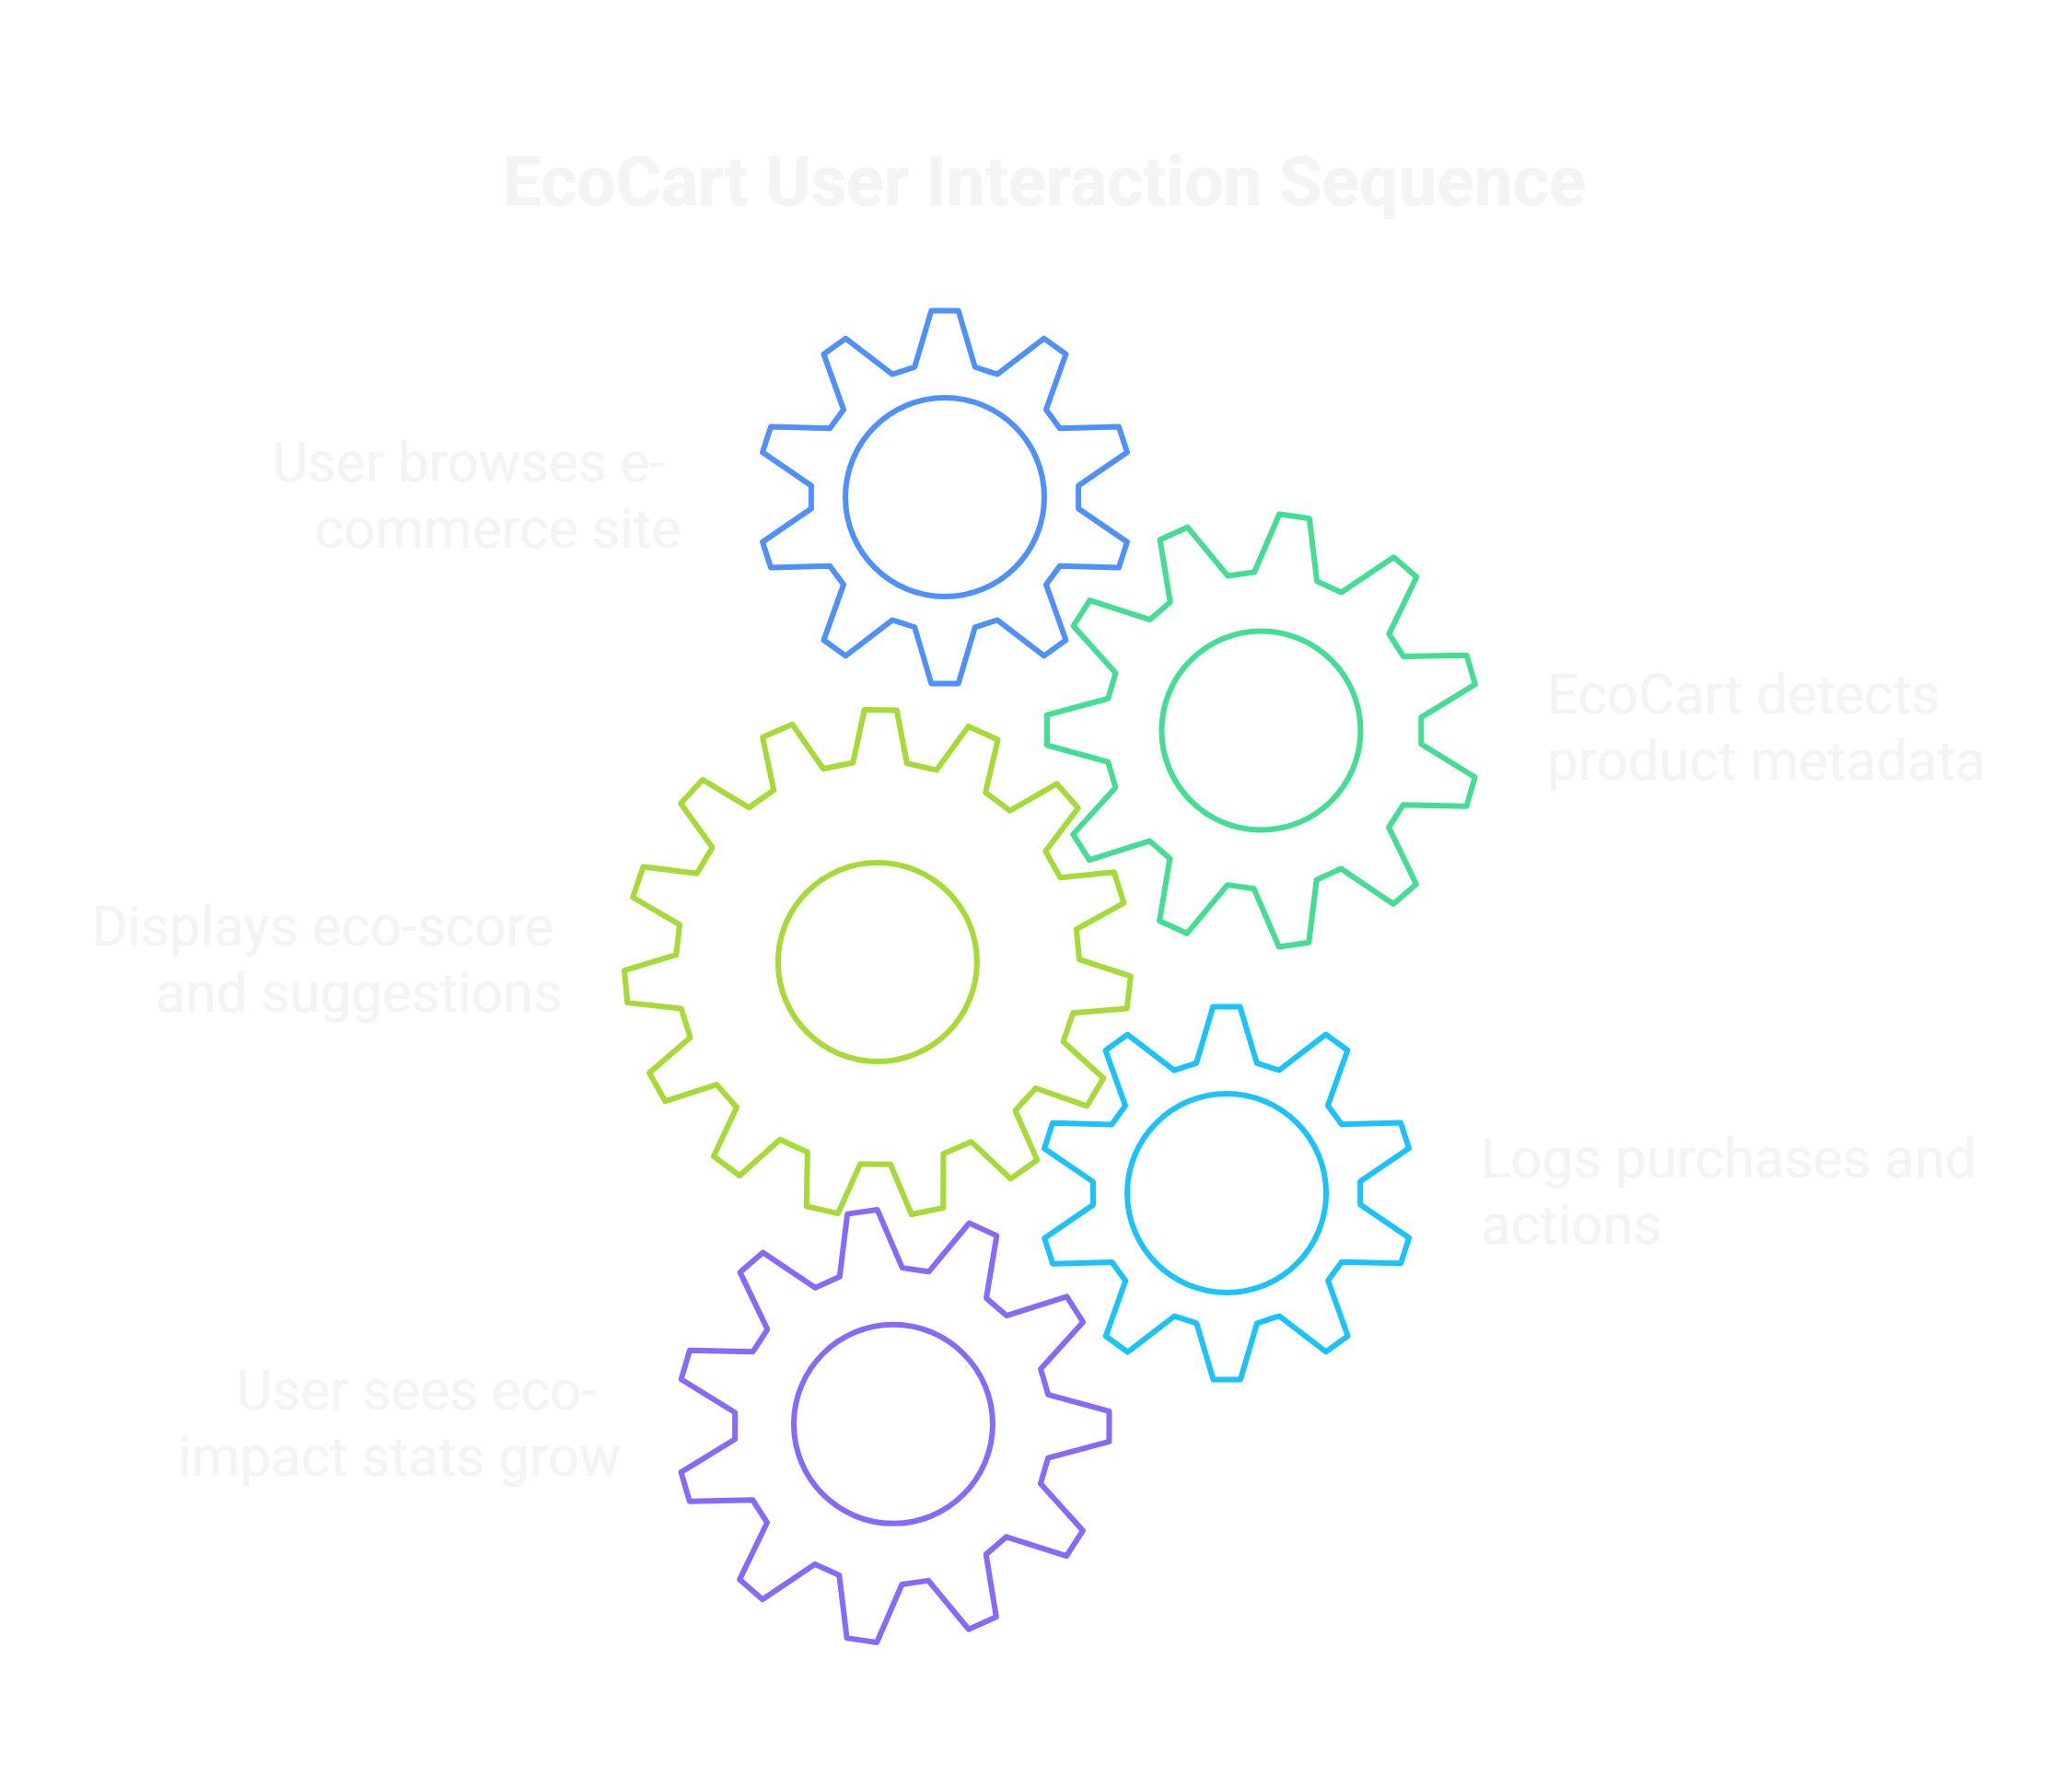 EcoCart User Interaction Sequence
User browses e-
commerce site
EcoCart detects
product metadata
Displays eco-score
and suggestions
Logs purchases and
actions
User sees eco-
impact stats grow